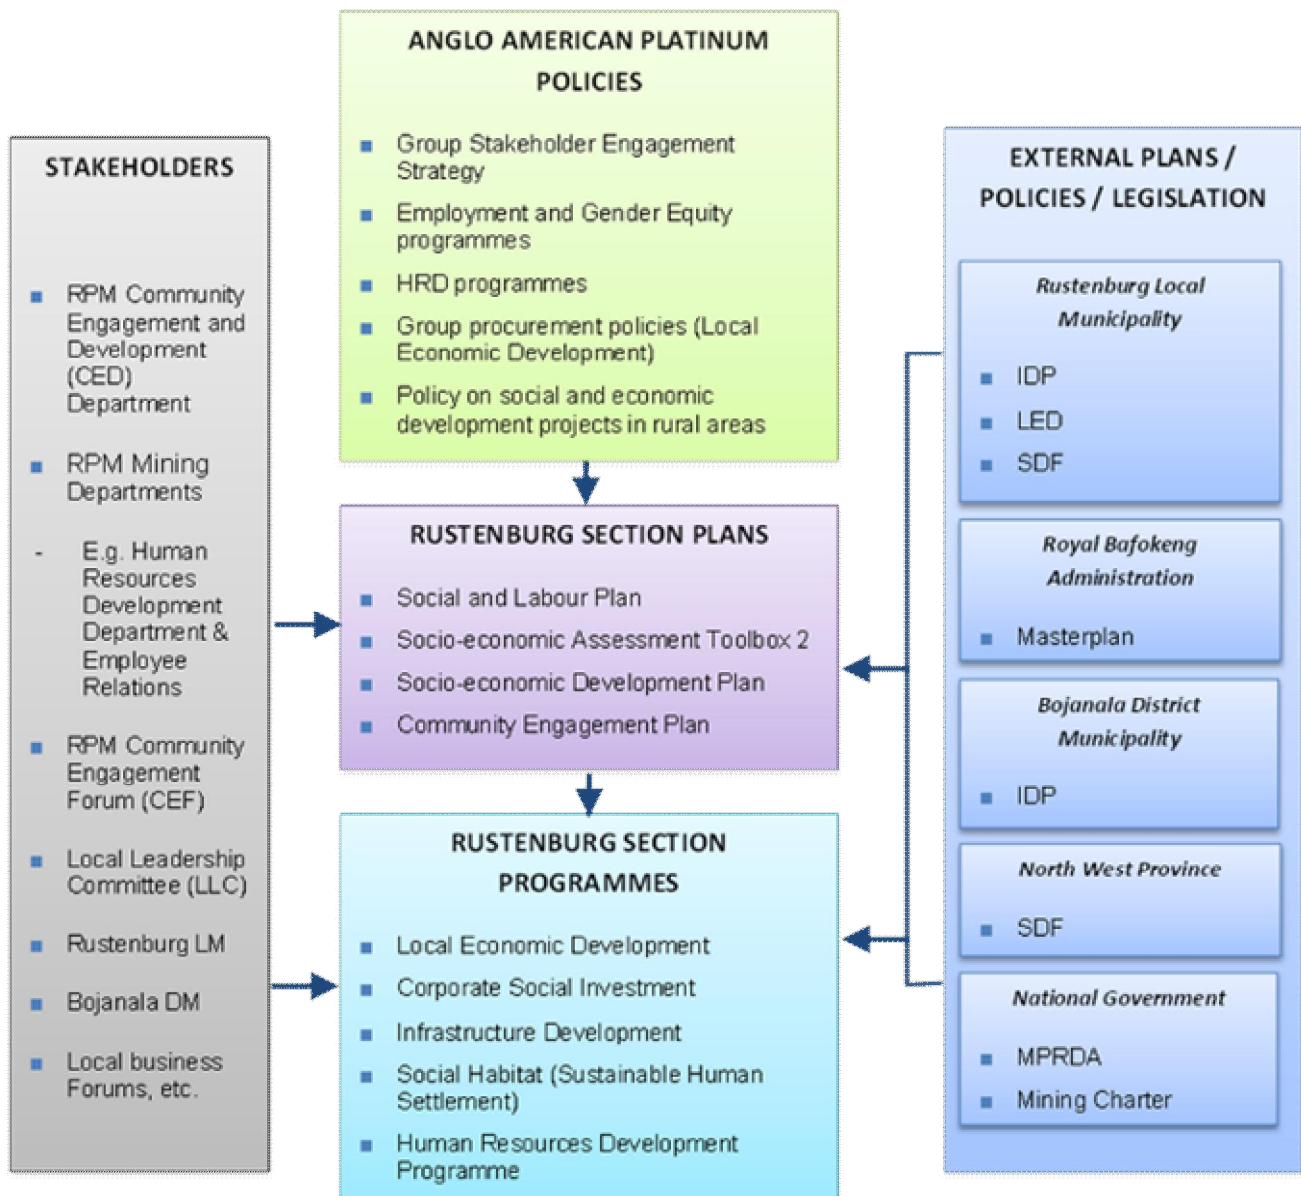 STAKEHOLDERS
RPM Community
Engagement and
Development
(CED)
Department
RPM Mining
Departments
- E.g. Human
Resources
Development
Department &
Employee
Relations
RPM Community
Engagement
Forum (CEF)
Local Leadership
Committee (LLC)
Rustenburg LM
Bojanala DM
Local business
Forums, etc.
ANGLO AMERICAN PLATINUM
POLICIES
Group Stakeholder Engagement
Strategy
Employment and Gender Equity
programmes
HRD programmes
Group procurement policies (Local
Economic Development)
Policy on social and economic
development projects in rural areas
RUSTENBURG SECTION PLANS
Social and Labour Plan
Socio-economic Assessment Toolbox 2
Socio-economic Development Plan
Community Engagement Plan
RUSTENBURG SECTION
PROGRAMMES
Local Economic Development
Corporate Social Investment
Infrastructure Development
Social Habitat (Sustainable Human
Settlement)
Human Resources Development
Programme
EXTERNAL PLANS /
POLICIES / LEGISLATION
Rustenburg Local
Municipality
IDP
LED
SDF
Royal Bafokeng
Administration
Masterplan
Bojanala District
Municipality
IDP
North West Province
SDF
National Government
MPRDA
Mining Charter